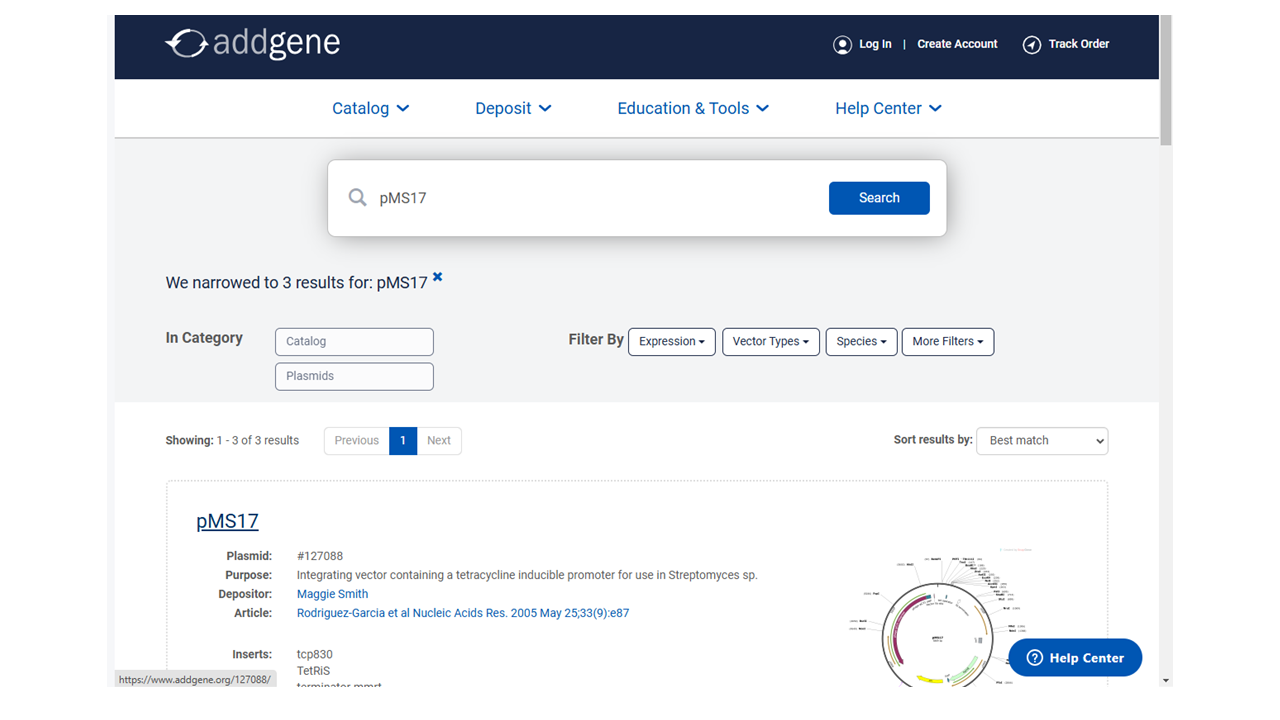 addgene
Log In | Create Account Track Order
Catalog Deposit Education & Tools Help Center
pMS17 Search
We narrowed to 3 results for: pMS17 ×
In Category Catalog Filter By Expression Vector Types Species More Filters
Plasmids
Showing: 1 - 3 of 3 results Previous 1 Next Sort results by: Best match
pMS17
Plasmid: #127088
Purpose: Integrating vector containing a tetracycline inducible promoter for use in Streptomyces sp.
Depositor: Maggie Smith
Article: Rodriguez-Garcia et al Nucleic Acids Res. 2005 May 25;33(9):e87
Inserts: tcp830
TetRiS
Help Center
https://www.addgene.org/127088/